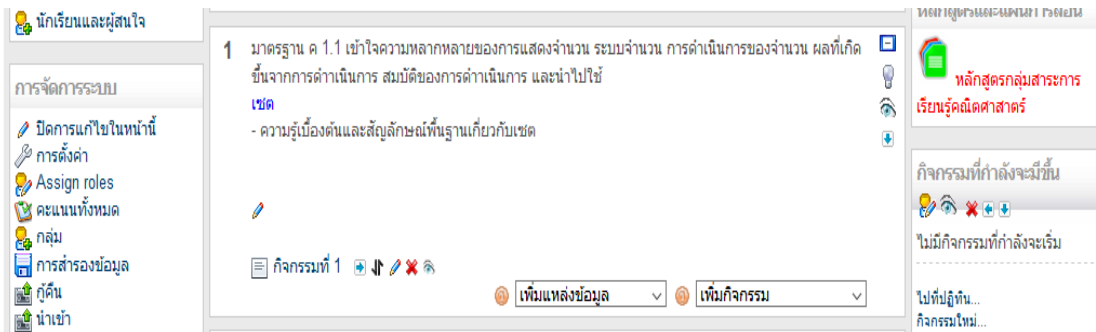 นักเรียนและผู้สนใจ
การจัดการระบบ
ปิดการแก้ไขในหน้านี้
การตั้งค่า
Assign roles
คะแนนทั้งหมด
กลุ่ม
การสำรองข้อมูล
กู้คืน
นำเข้า
1 มาตรฐาน ค 1.1 เข้าใจความหลากหลายของการแสดงจำนวน ระบบจำนวน การดำเนินการของจำนวน ผลที่เกิด
ขึ้นจากการดำเนินการ สมบัติของการดำเนินการ และนำไปใช้
เซต
- ความรู้เบื้องต้นและสัญลักษณ์พื้นฐานเกี่ยวกับเซต
กิจกรรมที่ 1
เพิ่มแหล่งข้อมูล เพิ่มกิจกรรม
หลักสูตรและแผนการสอน
หลักสูตรกลุ่มสาระการ
เรียนรู้คณิตศาสตร์
กิจกรรมที่กำลังจะมีขึ้น
ไม่มีกิจกรรมที่กำลังจะเริ่ม
ไปที่ปฏิทิน...
กิจกรรมใหม่...